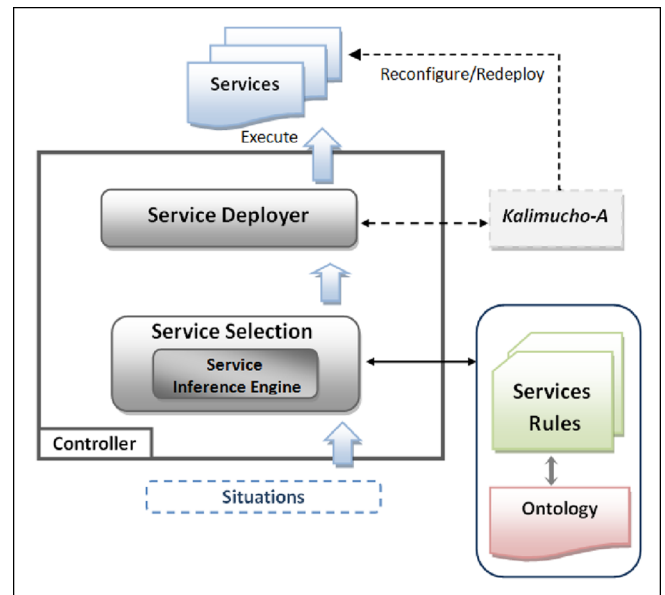 Services
Reconfigure/Redeploy
Execute
Service Deployer
Kalimucho-A
Service Selection
Service
Inference Engine
Services
Rules
Controller
Situations
Ontology